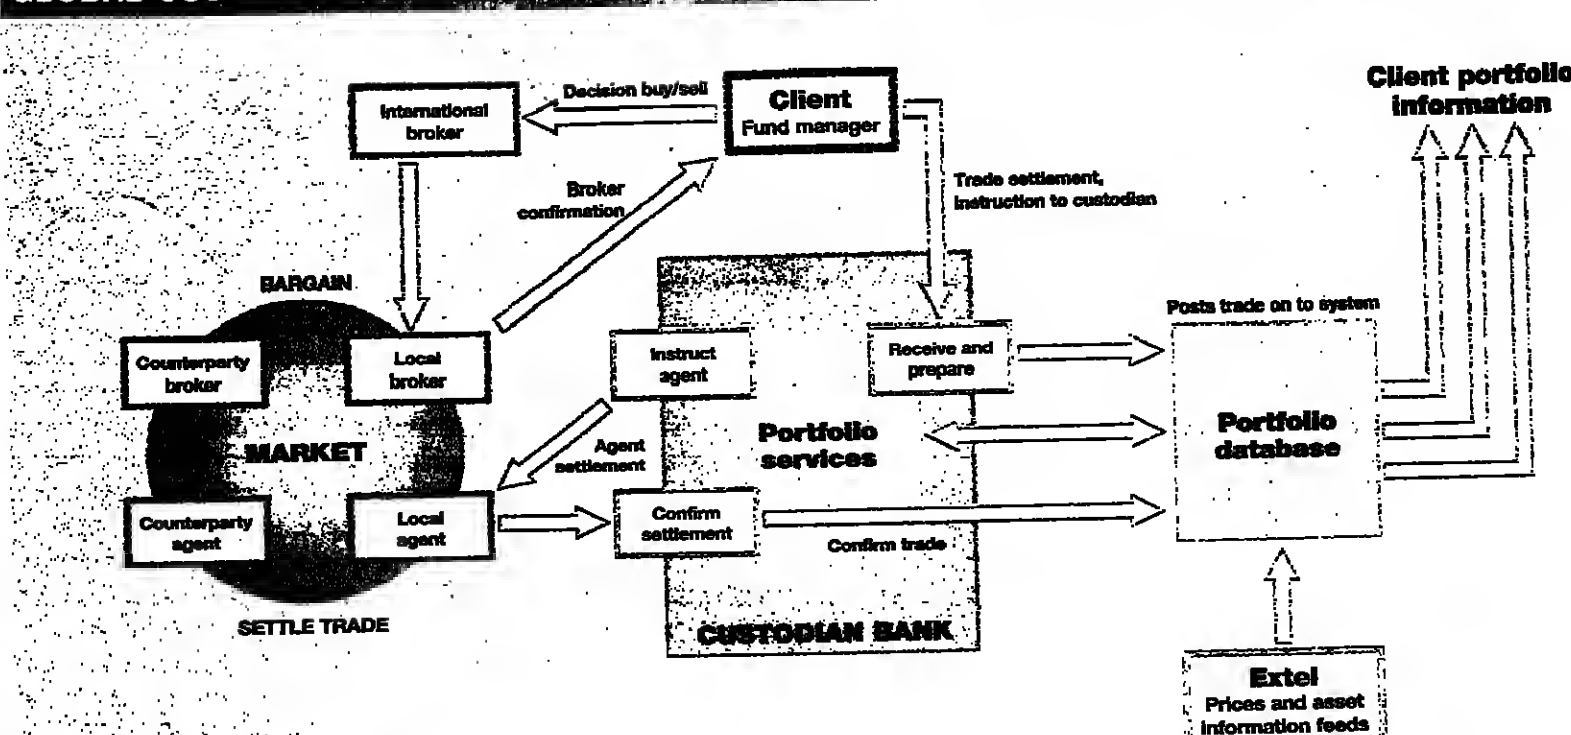 Client portfolio
information
Decision buy/sell
Client
Fund manager
International
broker
Trade settlement,
instruction to custodian
Broker
confirmation
BARGAIN
Posts trade on to system
Counterparty
broker
Local
broker
Instruct
agent
Receive and
prepare
MARKET
Agent
settlement
Portfolio
services
Portfolio
database
Counterparty
agent
Local
agent
Confirm
settlement
Confirm trade
SETTLE TRADE
CUSTODIAN BANK
Extel
Prices and asset
information feeds